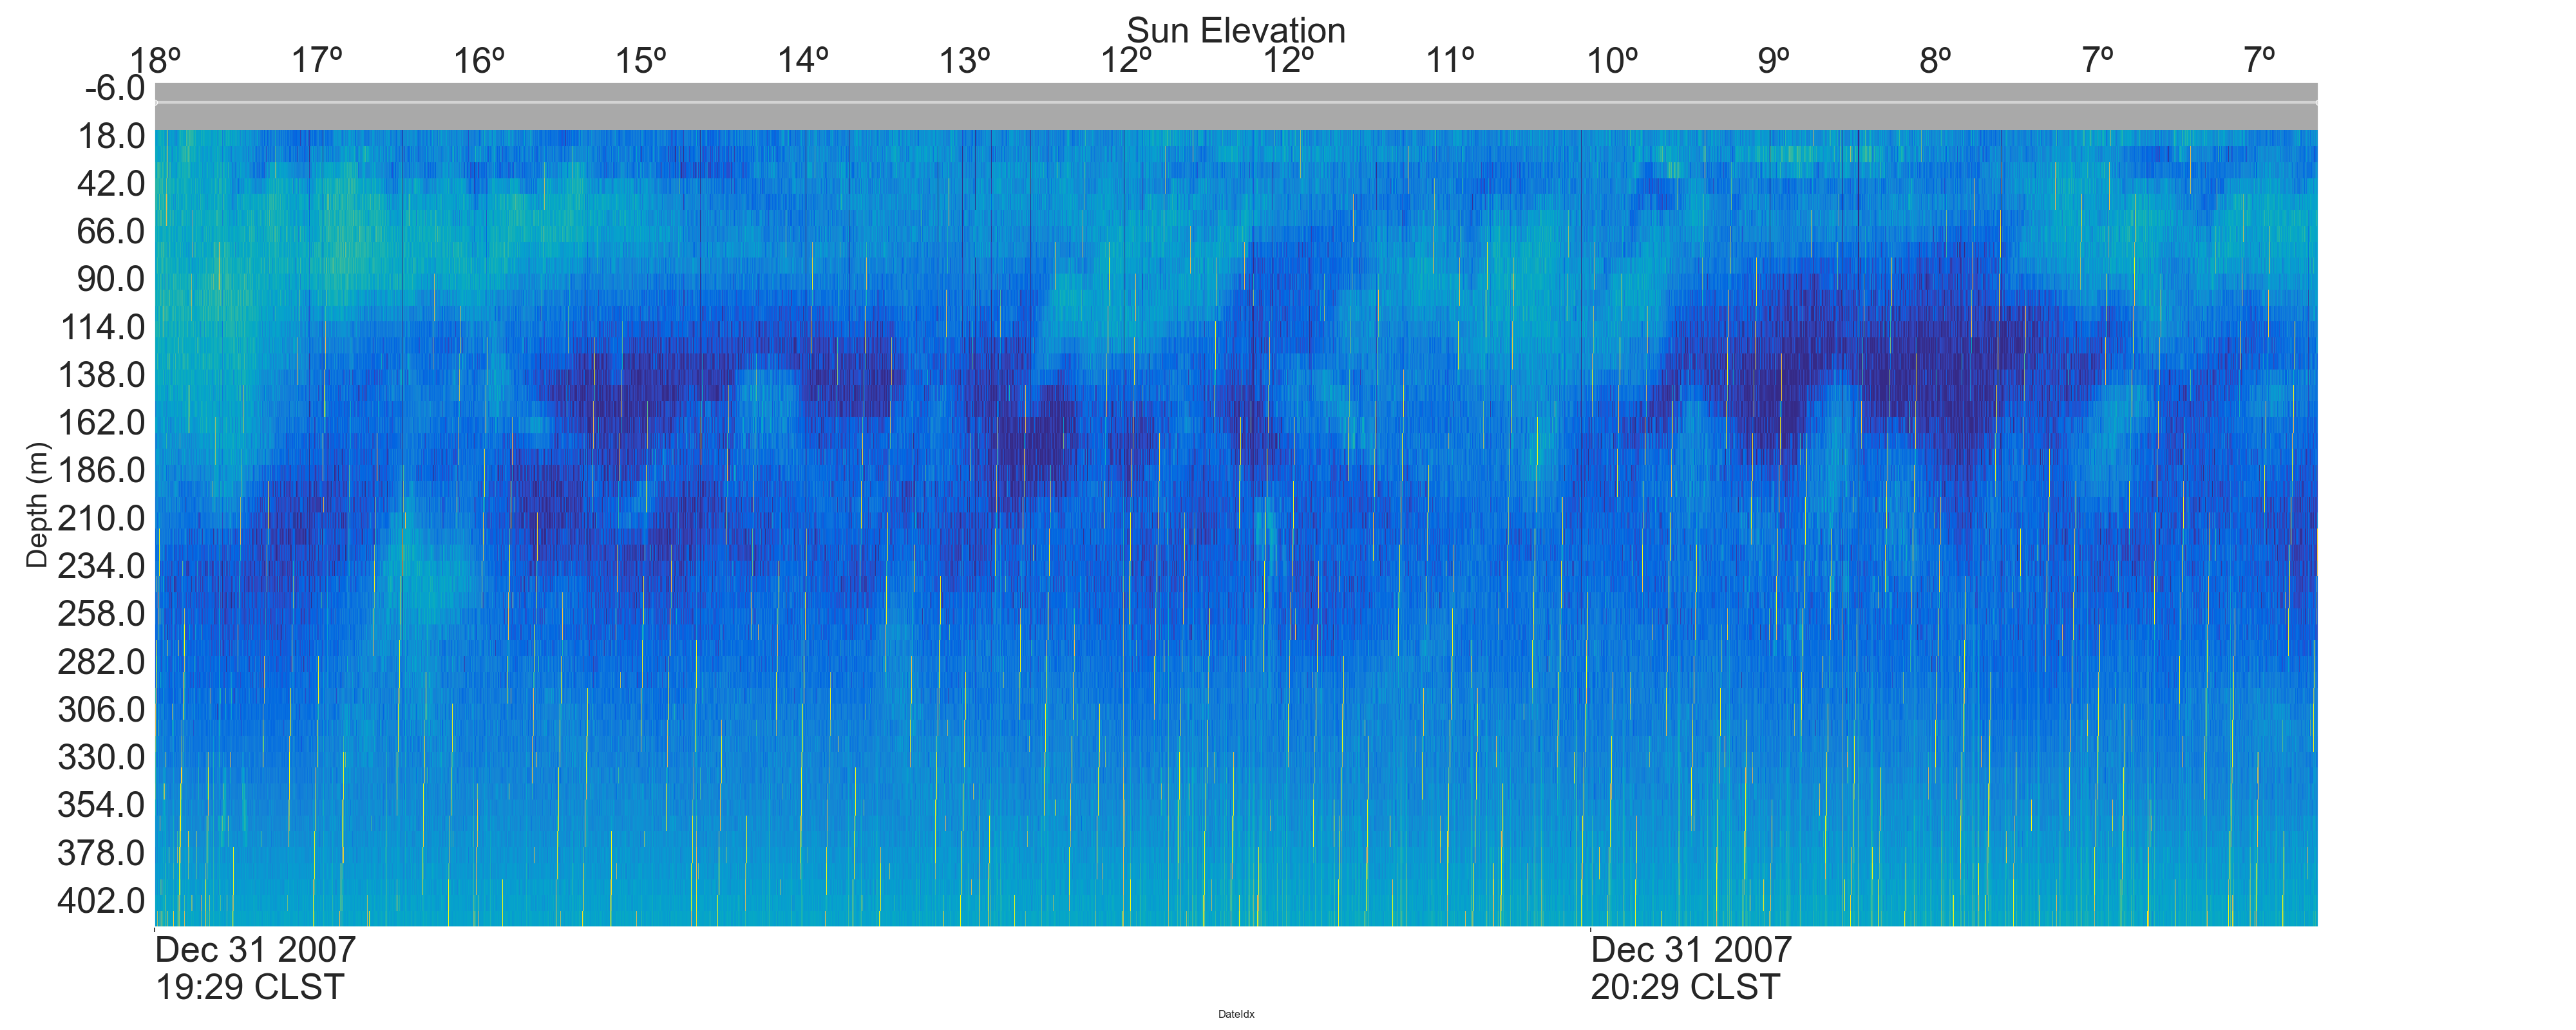 Sun Elevation
18º 17º 16º 15º 14º 13º 12º 12º 11º 10º 9º 8º 7º 7º
-6.0
18.0
42.0
66.0
90.0
114.0
138.0
162.0
186.0
210.0
234.0
258.0
282.0
306.0
330.0
354.0
378.0
402.0
Depth (m)
Dec 31 2007
19:29 CLST
Dec 31 2007
20:29 CLST
DateIdx